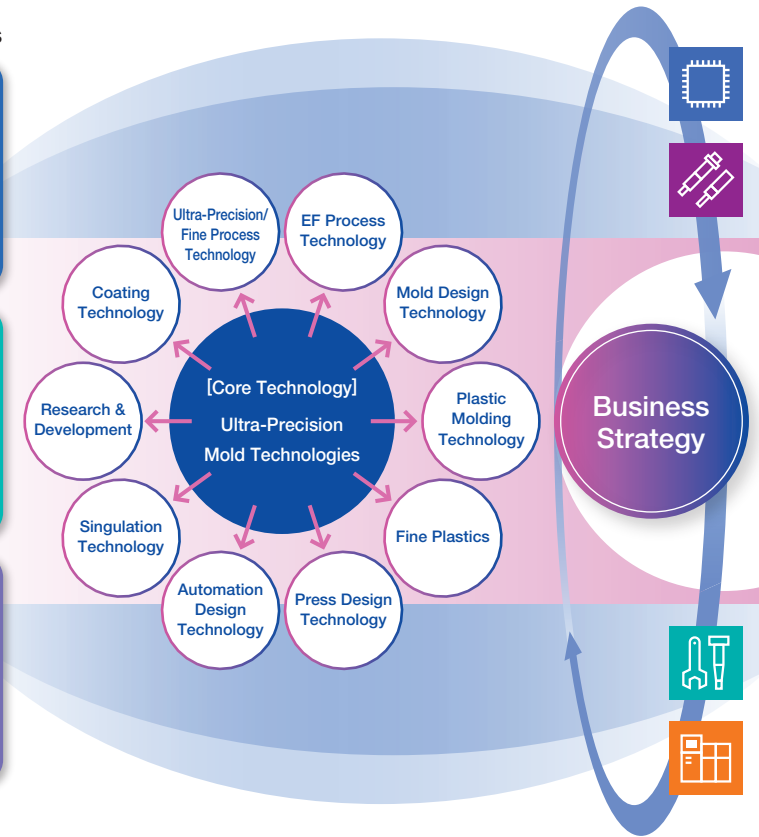 s
Ultra-Precision/
Fine Process
Technology
EF Process
Technology
Coating
Technology
Mold Design
Technology
[Core Technology]
Ultra-Precision
Mold Technologies
Research &
Development
Plastic
Molding
Technology
Business
Strategy
Singulation
Technology
Fine Plastics
Automation
Design
Technology
Press Design
Technology